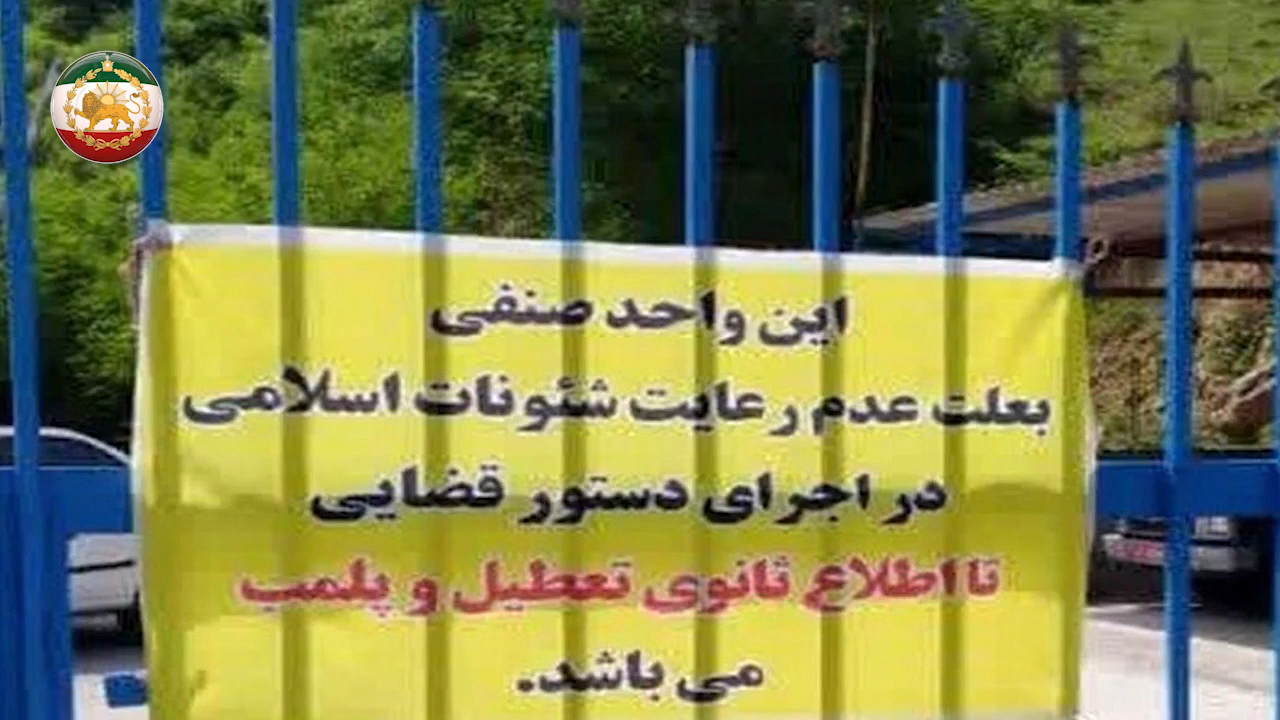 این واحد صنفی
بعلت عدم رعایت شئونات اسلامی
در اجرای دستور قضایی
تا اطلاع ثانوی تعطیل و پلمب
می باشد.